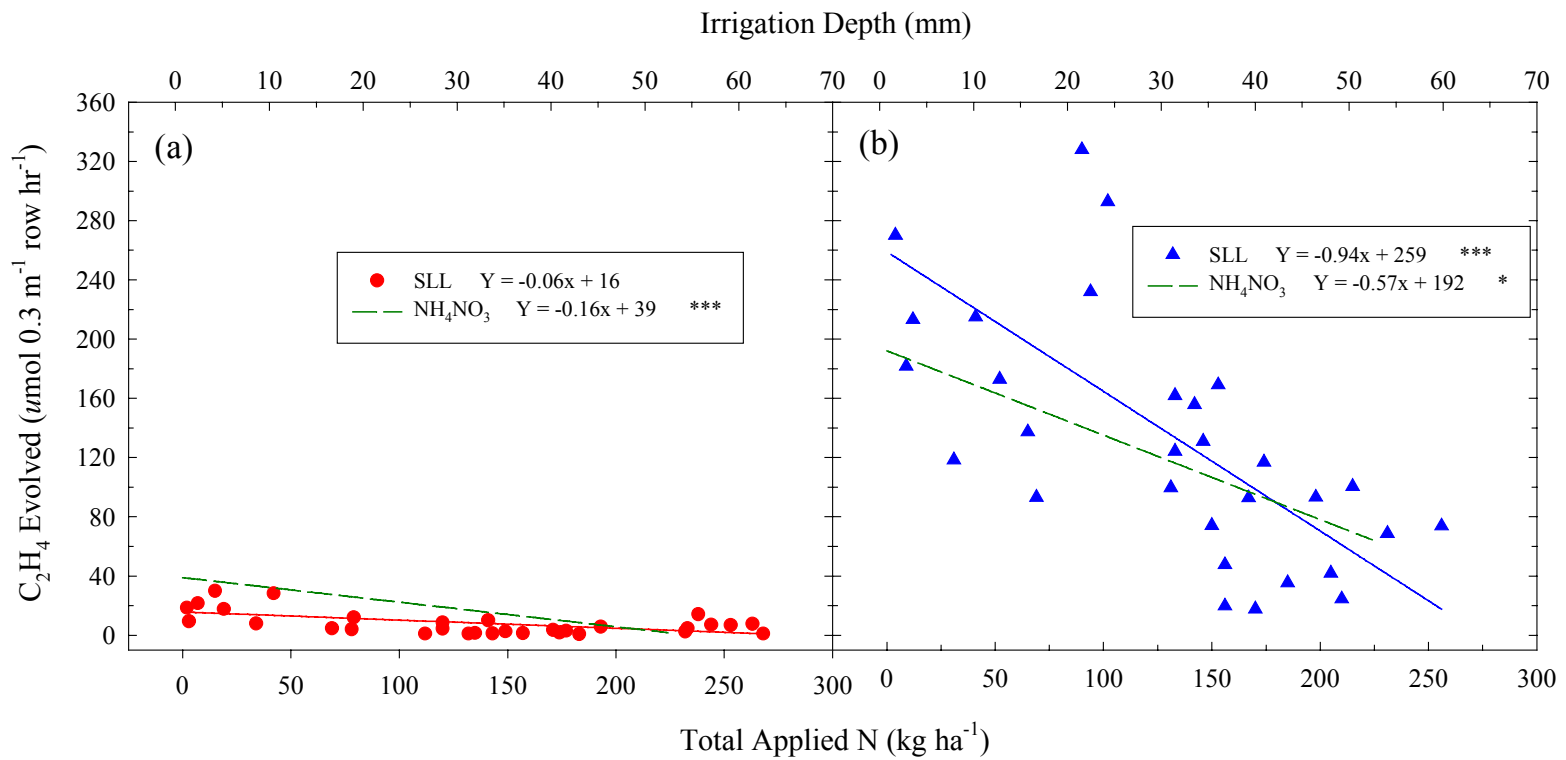 Irrigation Depth (mm)
0 10 20 30 40 50 60 70 0 10 20 30 40 50 60 70
360
320
280
240
200
160
120
80
40
0
C₂H₄ Evolved (umol 0.3 m⁻¹ row hr⁻¹)
(a)
SLL Y = -0.06x + 16
NH₄NO₃ Y = -0.16x + 39 ***
(b)
SLL Y = -0.94x + 259 ***
NH₄NO₃ Y = -0.57x + 192 *
0 50 100 150 200 250 300 0 50 100 150 200 250 300
Total Applied N (kg ha⁻¹)